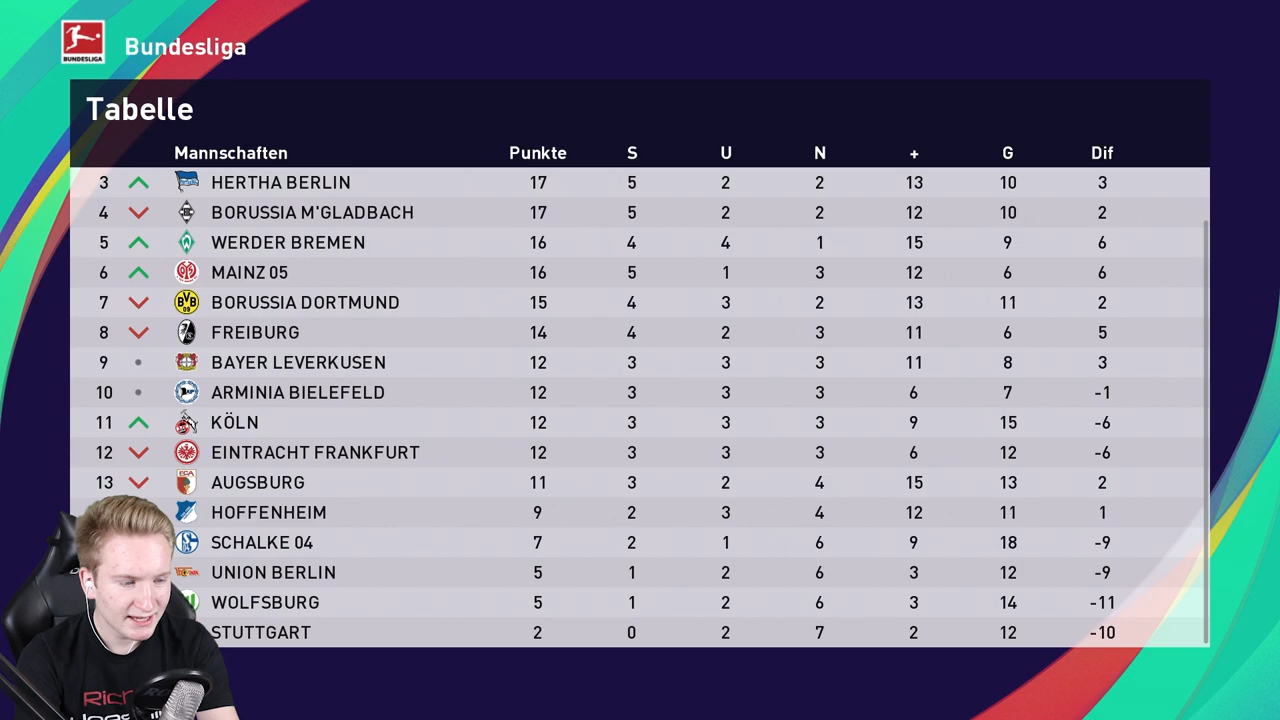 BUNDESLIGA
Bundesliga
Tabelle
Mannschaften Punkte S U N + G Dif
3 HERTHA BERLIN 17 5 2 2 13 10 3
4 BORUSSIA M'GLADBACH 17 5 2 2 12 10 2
5 WERDER BREMEN 16 4 4 1 15 9 6
6 MAINZ 05 16 5 1 3 12 6 6
7 BVB 09 BORUSSIA DORTMUND 15 4 3 2 13 11 2
8 FREIBURG 14 4 2 3 11 6 5
9 BAYER LEVERKUSEN 12 3 3 3 11 8 3
10 ARMINIA BIELEFELD 12 3 3 3 6 7 -1
11 KÖLN 12 3 3 3 9 15 -6
12 EINTRACHT FRANKFURT 12 3 3 3 6 12 -6
13 AUGSBURG 11 3 2 4 15 13 2
HOFFENHEIM 9 2 3 4 12 11 1
SCHALKE 04 7 2 1 6 9 18 -9
UNION BERLIN 5 1 2 6 3 12 -9
WOLFSBURG 5 1 2 6 3 14 -11
STUTTGART 2 0 2 7 2 12 -10